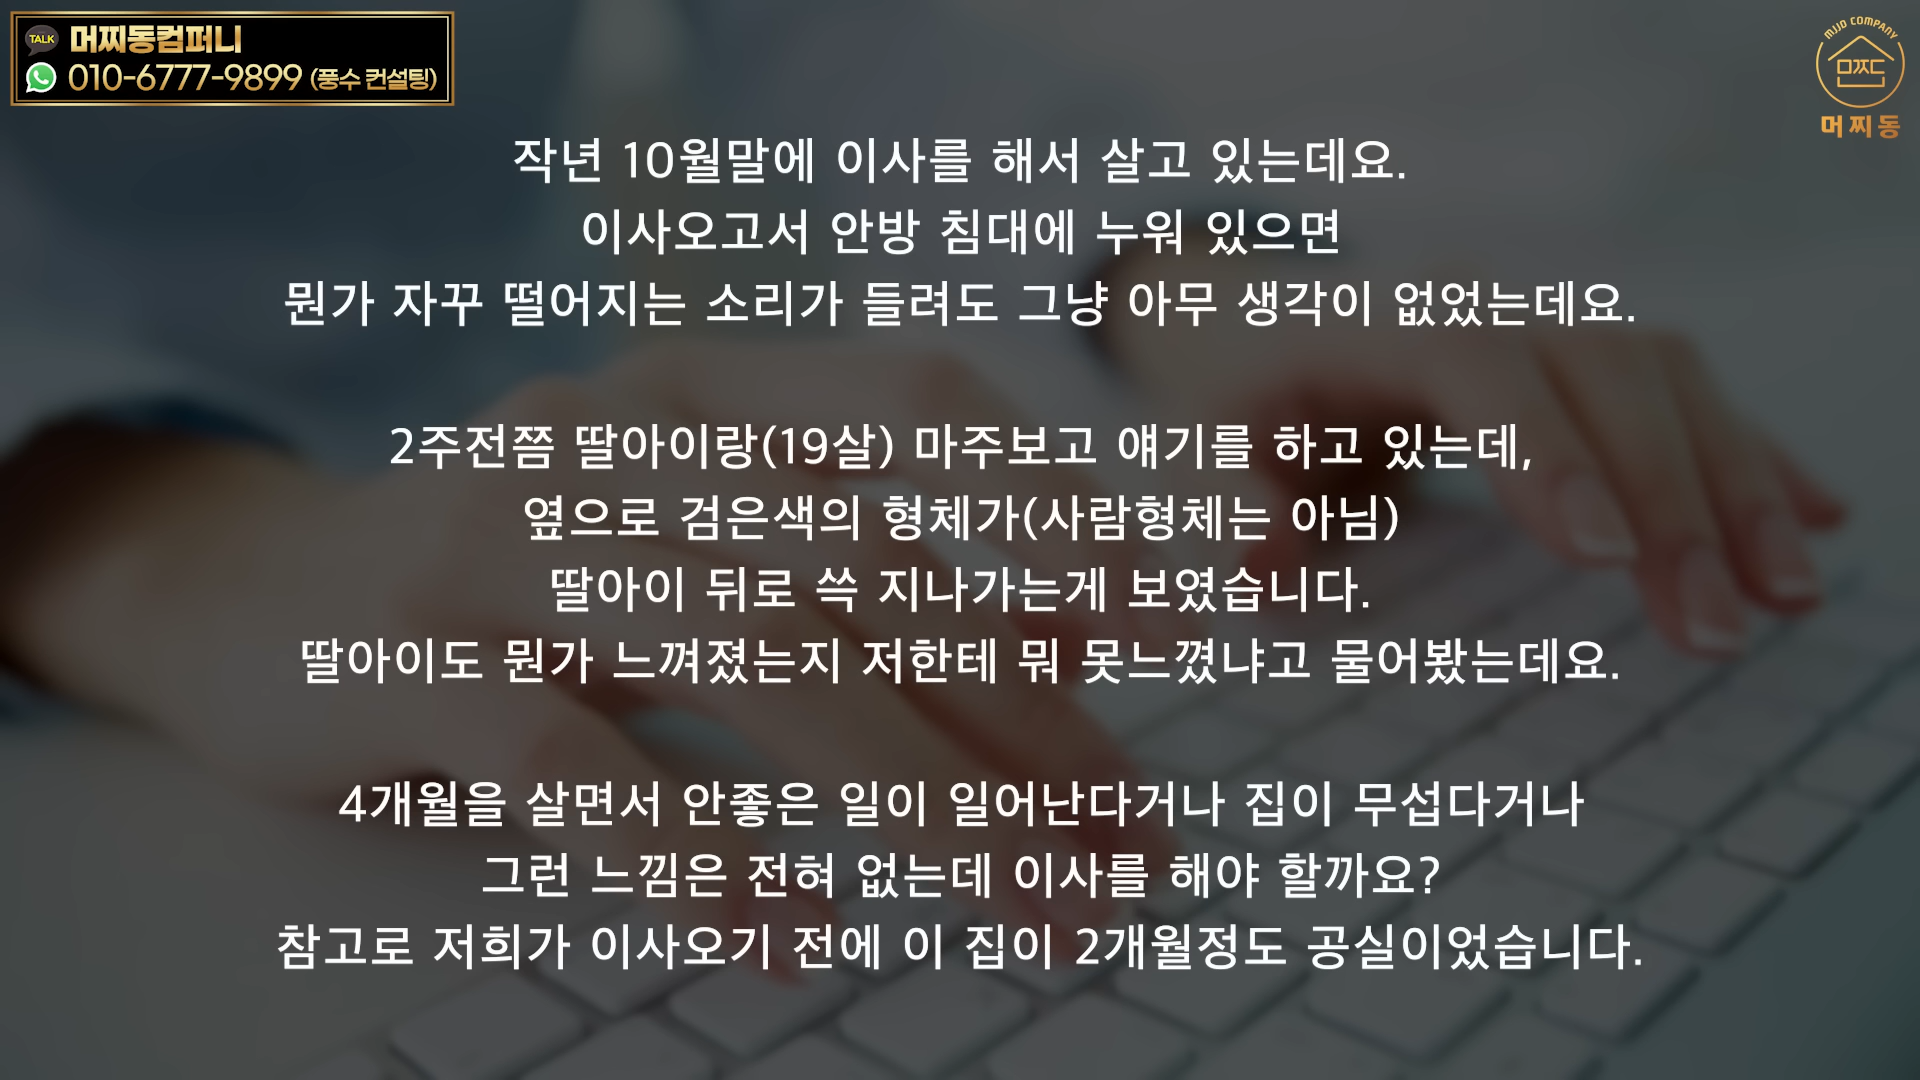 TALK 머찌동컴퍼니
010-6777-9899 (풍수 컨설팅)
MJJD COMPANY
머찌동
작년 10월말에 이사를 해서 살고 있는데요.
이사오고서 안방 침대에 누워 있으면
뭔가 자꾸 떨어지는 소리가 들려도 그냥 아무 생각이 없었는데요.
2주전쯤 딸아이랑(19살) 마주보고 얘기를 하고 있는데,
옆으로 검은색의 형체가(사람형체는 아님)
딸아이 뒤로 쓱 지나가는게 보였습니다.
딸아이도 뭔가 느껴졌는지 저한테 뭐 못느꼈냐고 물어봤는데요.
4개월을 살면서 안좋은 일이 일어난다거나 집이 무섭다거나
그런 느낌은 전혀 없는데 이사를 해야 할까요?
참고로 저희가 이사오기 전에 이 집이 2개월정도 공실이었습니다.